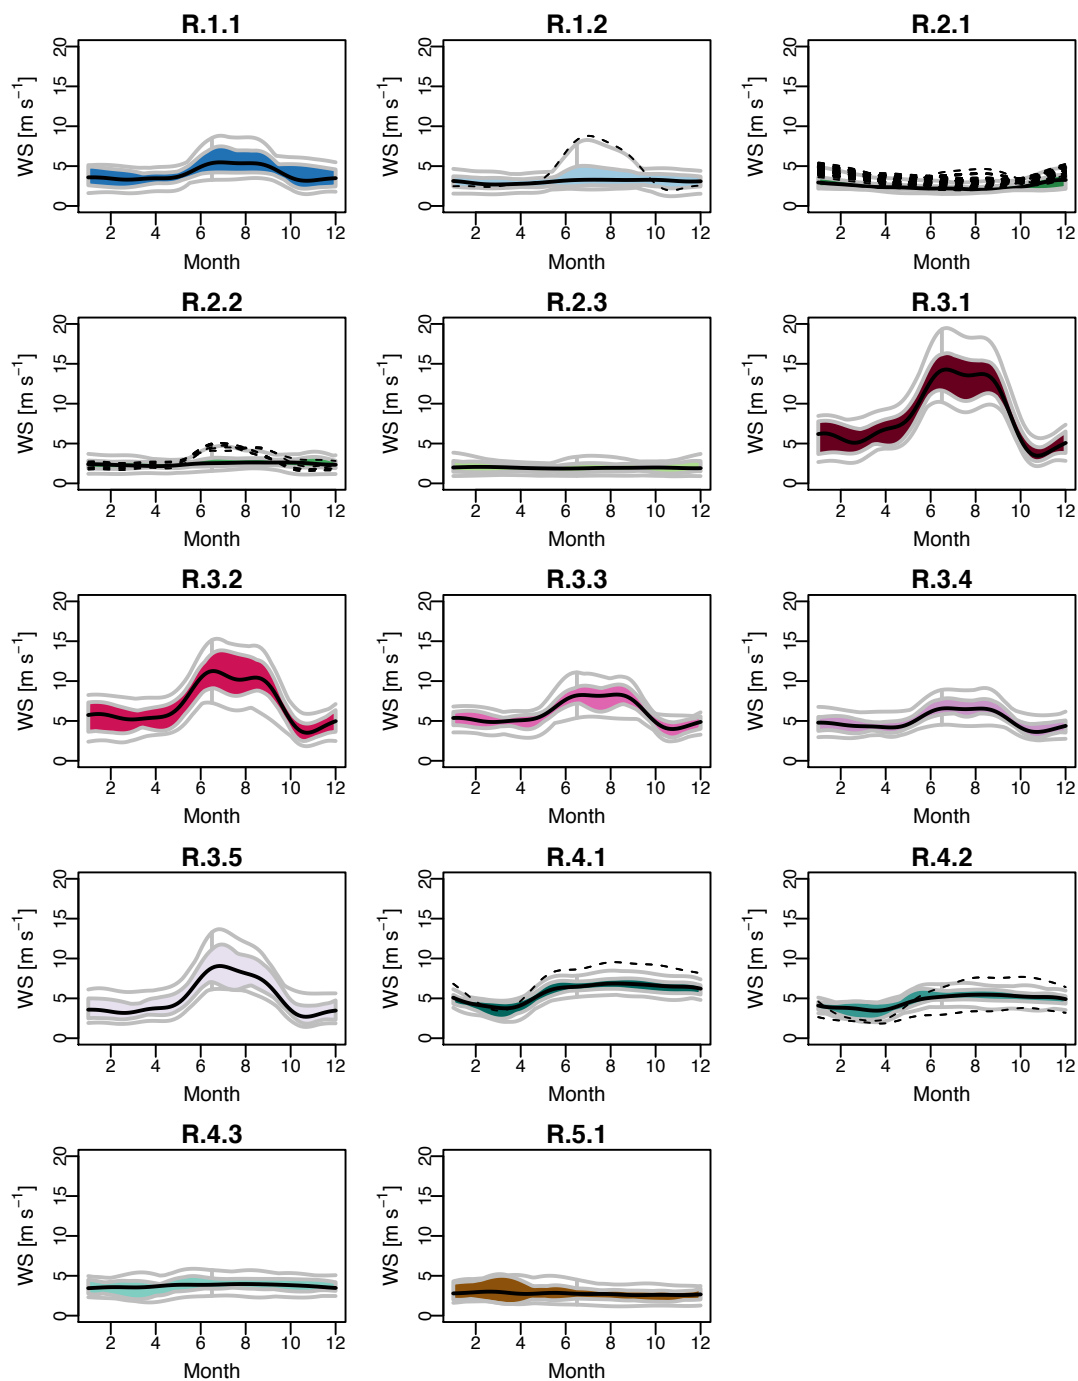 R.1.1 R.1.2 R.2.1
WS [m s⁻¹] WS [m s⁻¹] WS [m s⁻¹]
0 5 10 15 20 0 5 10 15 20 0 5 10 15 20
2 4 6 8 10 12 2 4 6 8 10 12 2 4 6 8 10 12
Month Month Month
R.2.2 R.2.3 R.3.1
WS [m s⁻¹] WS [m s⁻¹] WS [m s⁻¹]
0 5 10 15 20 0 5 10 15 20 0 5 10 15 20
2 4 6 8 10 12 2 4 6 8 10 12 2 4 6 8 10 12
Month Month Month
R.3.2 R.3.3 R.3.4
WS [m s⁻¹] WS [m s⁻¹] WS [m s⁻¹]
0 5 10 15 20 0 5 10 15 20 0 5 10 15 20
2 4 6 8 10 12 2 4 6 8 10 12 2 4 6 8 10 12
Month Month Month
R.3.5 R.4.1 R.4.2
WS [m s⁻¹] WS [m s⁻¹] WS [m s⁻¹]
0 5 10 15 20 0 5 10 15 20 0 5 10 15 20
2 4 6 8 10 12 2 4 6 8 10 12 2 4 6 8 10 12
Month Month Month
R.4.3 R.5.1
WS [m s⁻¹] WS [m s⁻¹]
0 5 10 15 20 0 5 10 15 20
2 4 6 8 10 12 2 4 6 8 10 12
Month Month